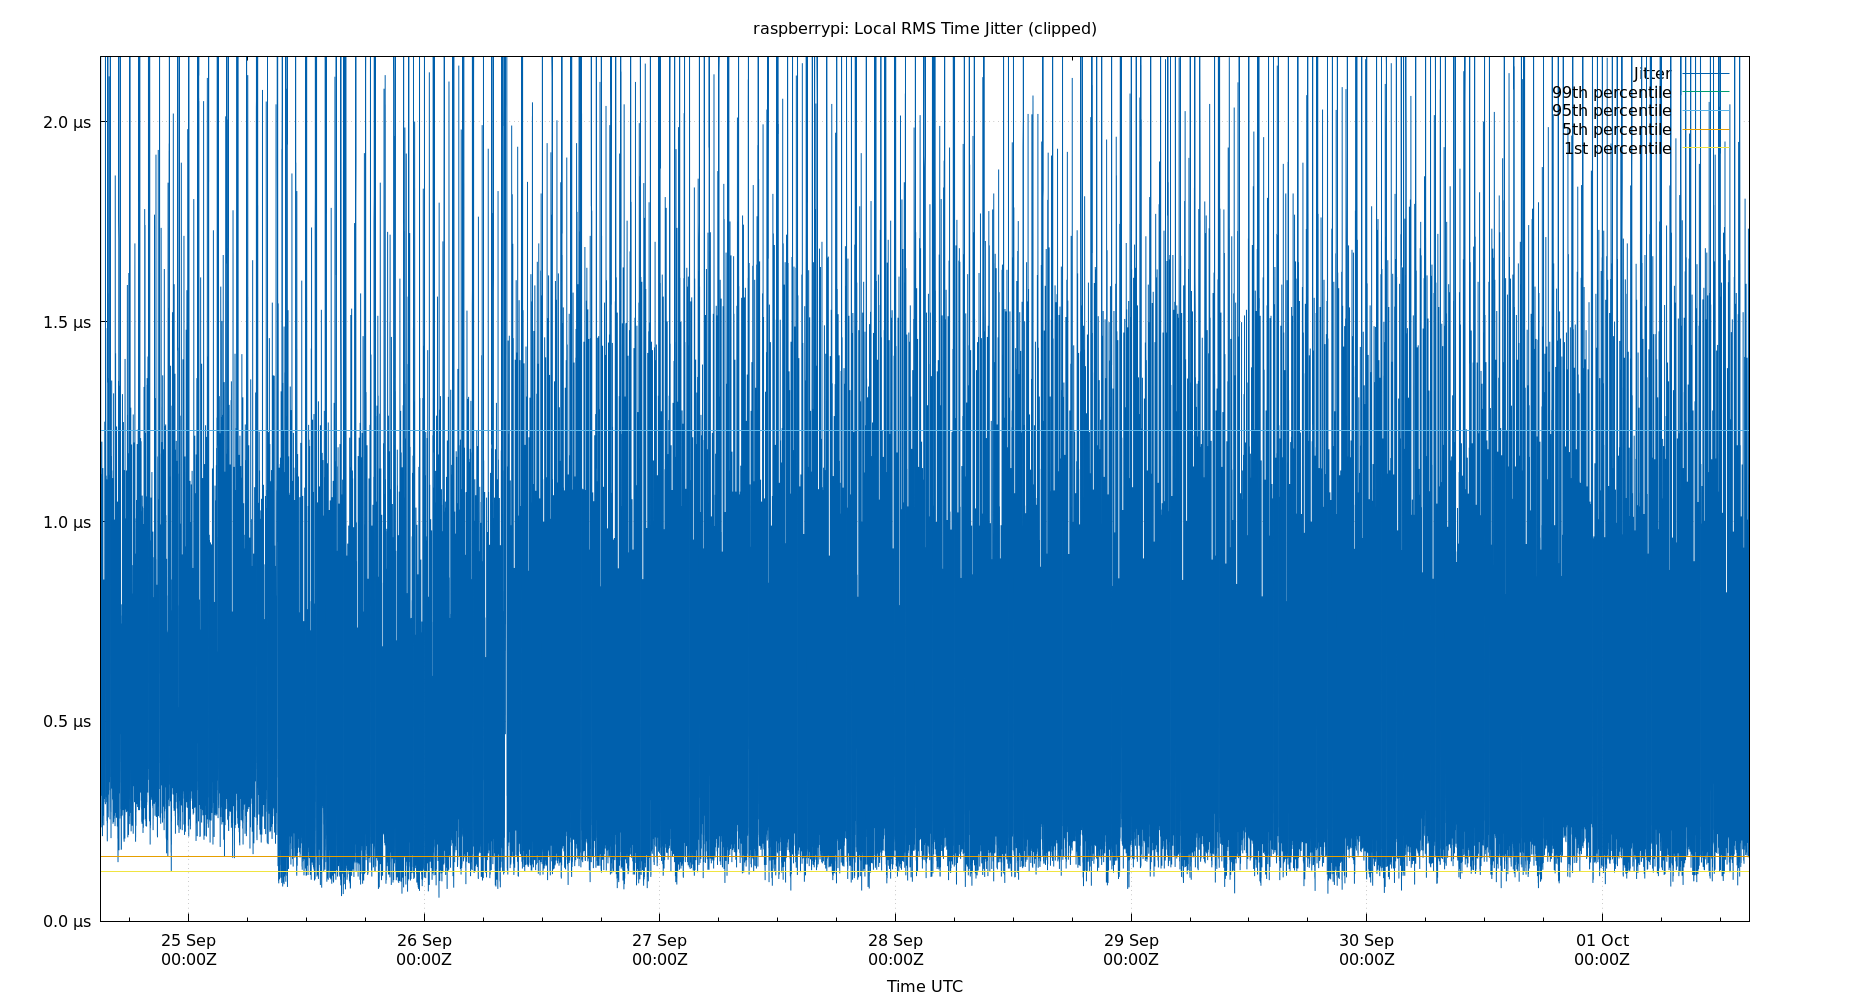 raspberrypi: Local RMS Time Jitter (clipped)
Jitter
99th percentile
95th percentile
5th percentile
1st percentile
2.0 µs
1.5 µs
1.0 µs
0.5 µs
0.0 µs
25 Sep
00:00Z
26 Sep
00:00Z
27 Sep
00:00Z
28 Sep
00:00Z
29 Sep
00:00Z
30 Sep
00:00Z
01 Oct
00:00Z
Time UTC